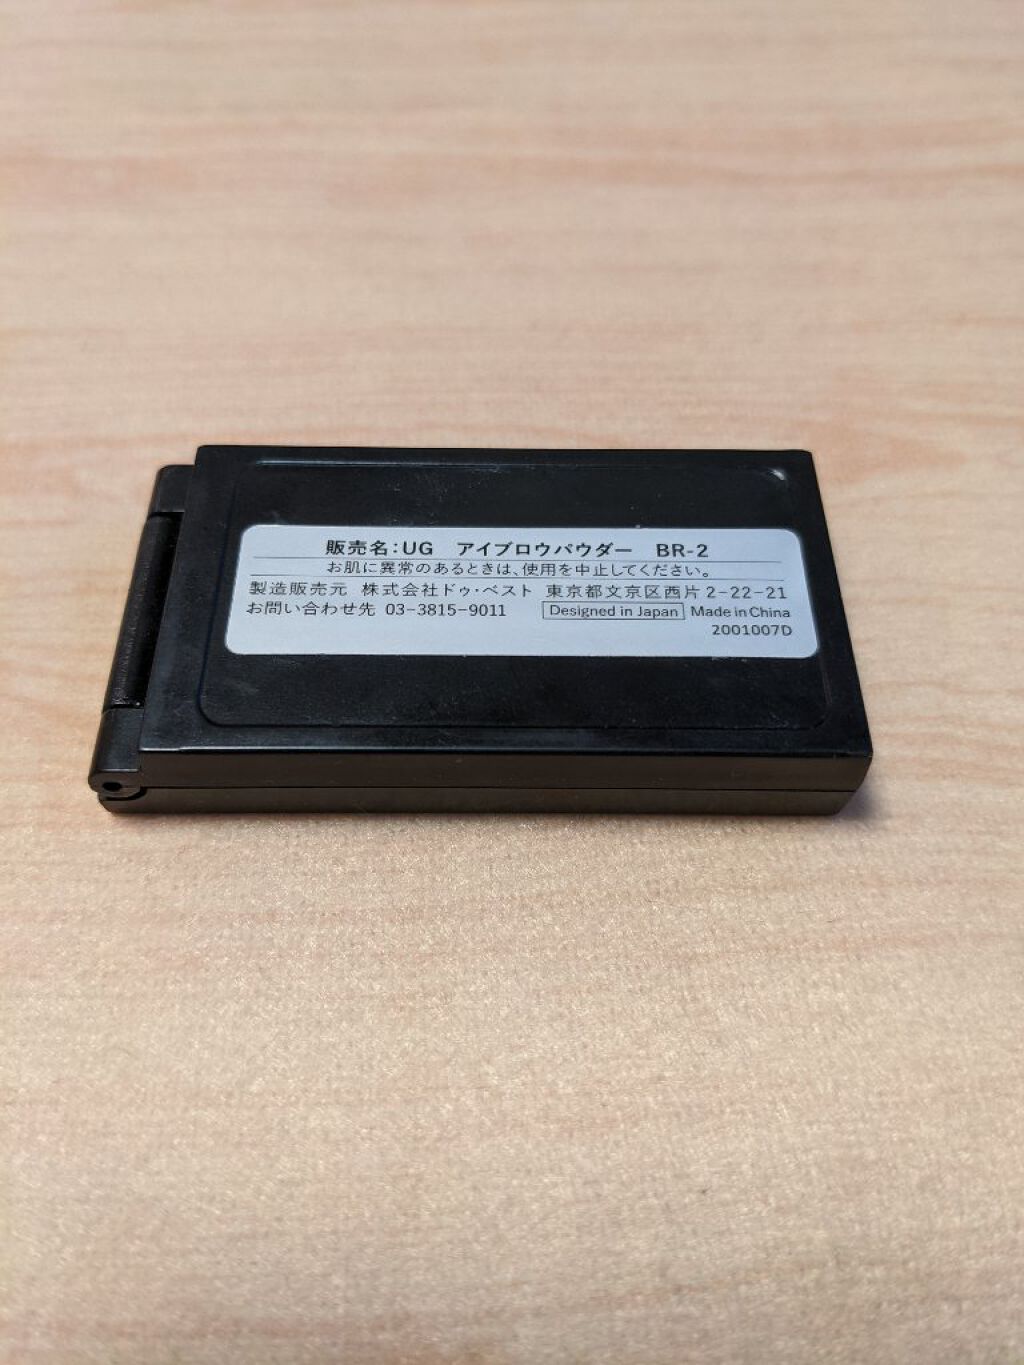 販売名:UG アイブロウパウダー BR-2
お肌に異常のあるときは、使用を中止してください。
製造販売元 株式会社ドゥ・ベスト 東京都文京区西片2-22-21
お問い合わせ先 03-3815-9011 Designed in Japan Made in China
2001007D